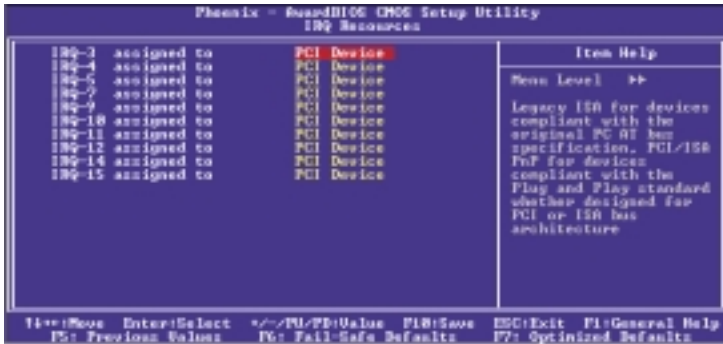 Phoenix - AwardBIOS CMOS Setup Utility
IRQ Resources
IRQ-3 assigned to PCI Device
IRQ-4 assigned to PCI Device
IRQ-5 assigned to PCI Device
IRQ-7 assigned to PCI Device
IRQ-9 assigned to PCI Device
IRQ-10 assigned to PCI Device
IRQ-11 assigned to PCI Device
IRQ-12 assigned to PCI Device
IRQ-14 assigned to PCI Device
IRQ-15 assigned to PCI Device
Item Help
Menu Level ▸▸
Legacy ISA for devices
compliant with the
original PC AT bus
specification, PCI/ISA
PnP for devices
compliant with the
Plug and Play standard
whether designed for
PCI or ISA bus
architecture
↑↓→←:Move Enter:Select +/-/PU/PD:Value F10:Save ESC:Exit F1:General Help
F5: Previous Values F6: Fail-Safe Defaults F7: Optimized Defaults